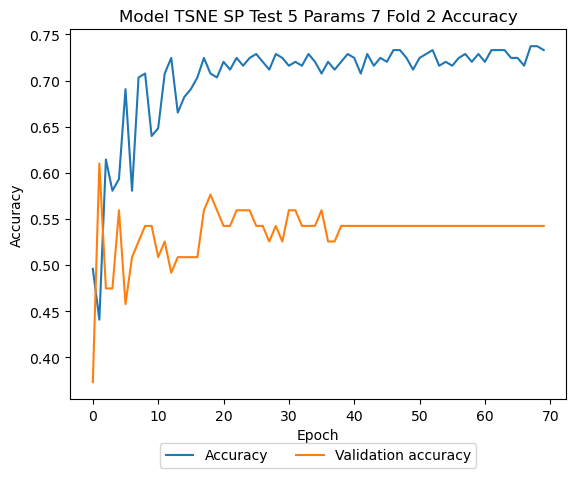 Model TSNE SP Test 5 Params 7 Fold 2 Accuracy
0.75
0.70
0.65
0.60
0.55
0.50
0.45
0.40
Accuracy
0 10 20 30 40 50 60 70
Epoch
Accuracy Validation accuracy